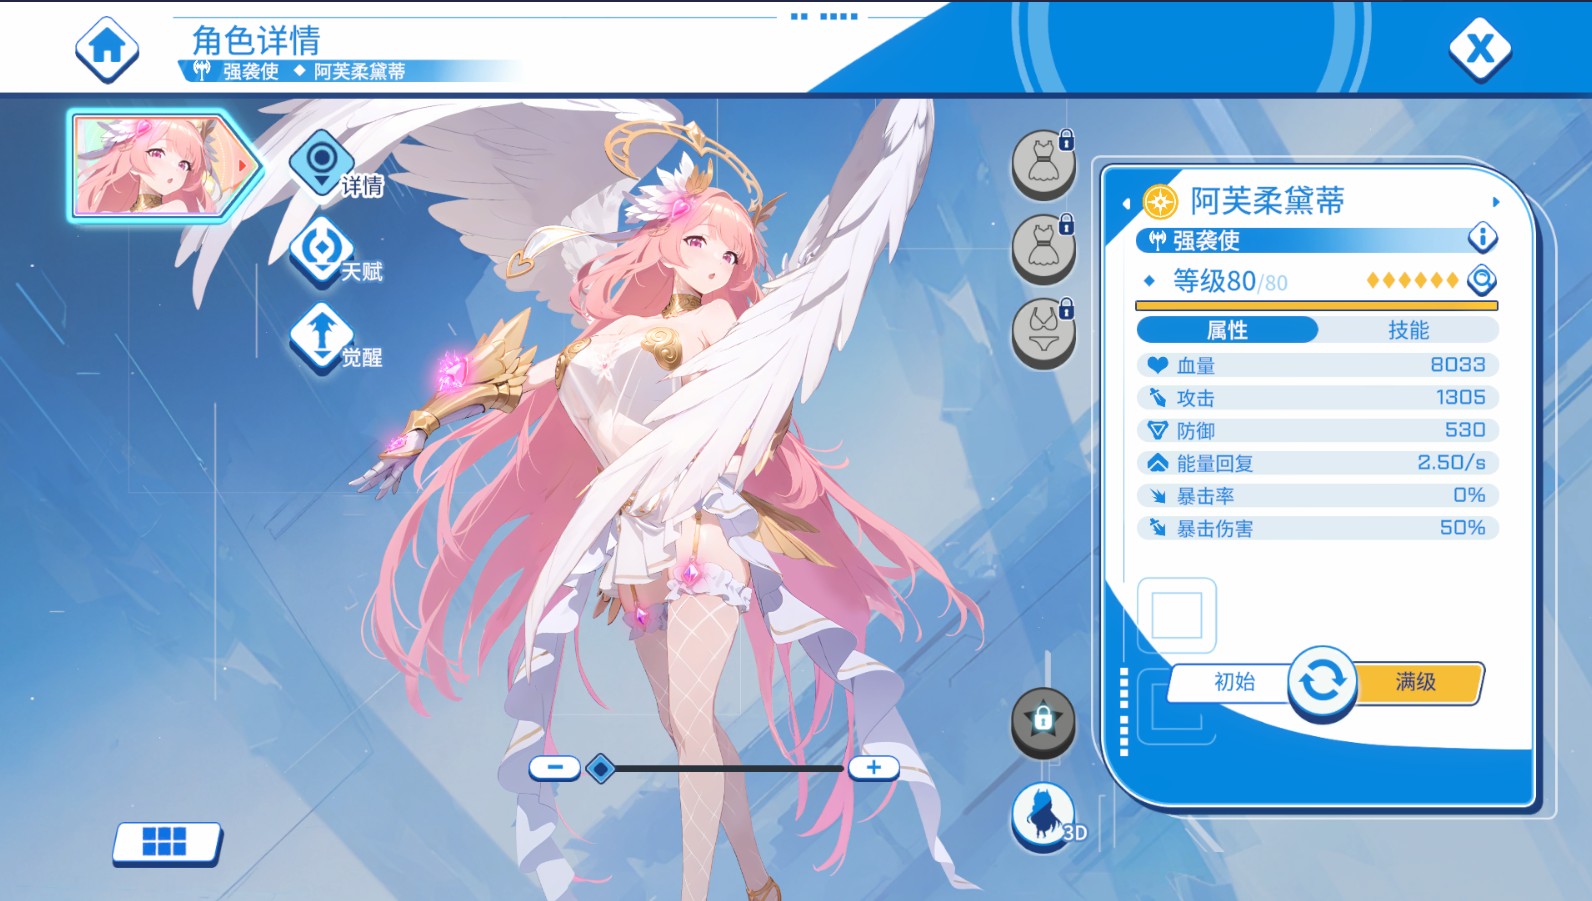 角色详情
强袭使 ◆ 阿芙柔黛蒂
详情
天赋
觉醒
阿芙柔黛蒂
强袭使
等级80/80
属性 技能
血量 8033
攻击 1305
防御 530
能量回复 2.50/s
暴击率 0%
暴击伤害 50%
初始 满级
3D